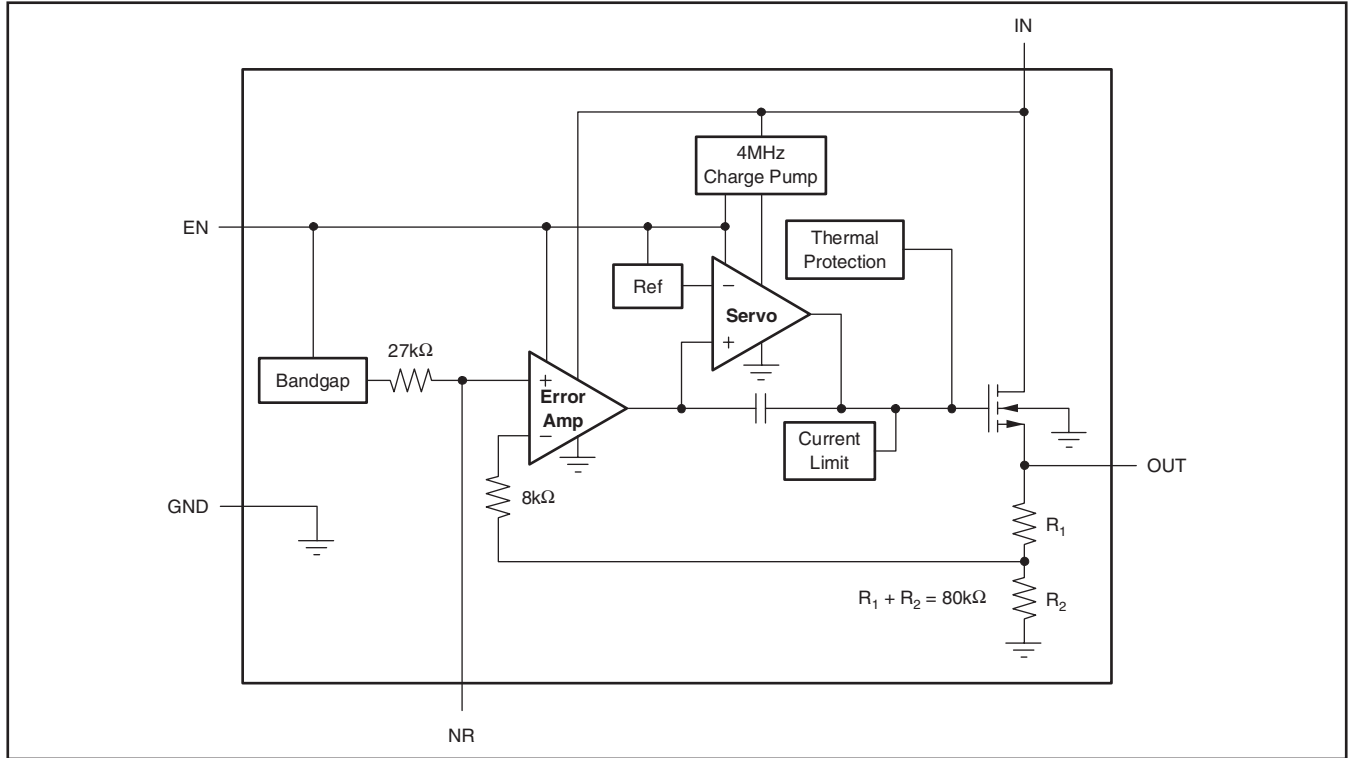 IN
4MHz
Charge Pump
EN
Thermal
Protection
Ref
−
Servo
+
27kΩ
Bandgap
+
Error
Amp
−
Current
Limit
OUT
8kΩ
GND
R1
R1 + R2 = 80kΩ
R2
NR